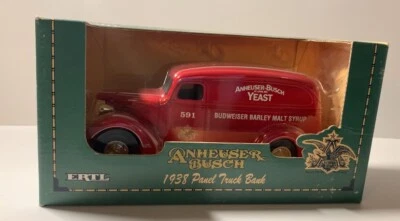 ANHEUSER-BUSCH
YEAST
591
BUDWEISER BARLEY MALT SYRUP
ANHEUSER
BUSCH
ERTL
1938 Panel Truck Bank